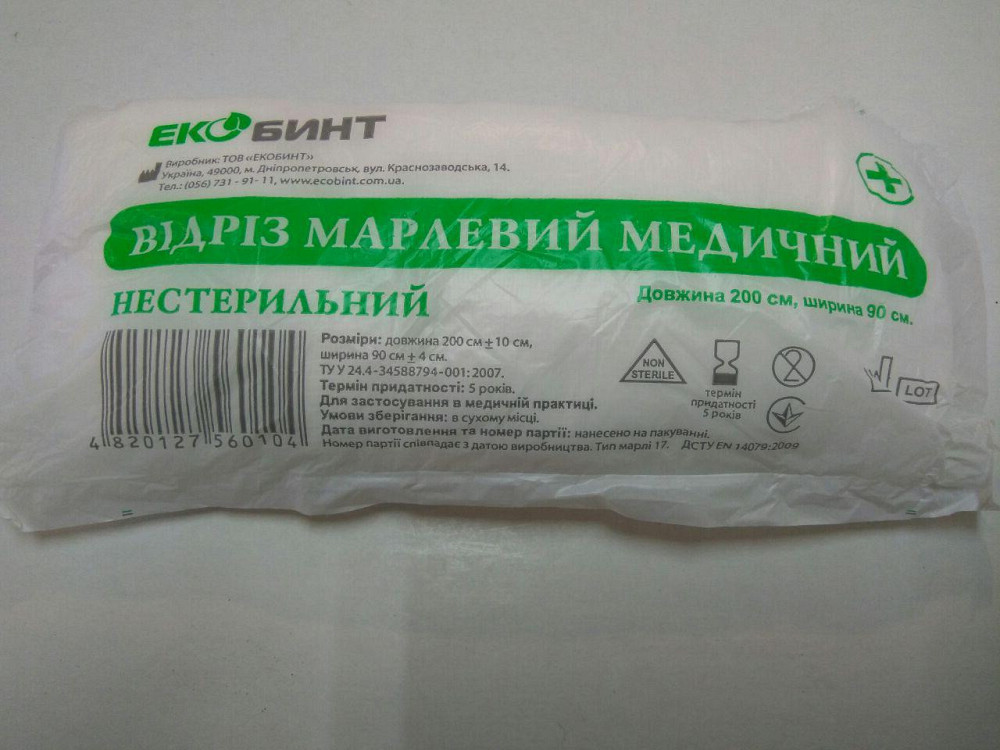 ЕКОБИНТ
Виробник: ТОВ «ЕКОБИНТ»
Україна, 49000, м. Дніпропетровськ, вул. Краснозаводська, 14.
Тел.: (056) 731 - 91- 11, www.ecobint.com.ua.
ВІДРІЗ МАРЛЕВИЙ МЕДИЧНИЙ
НЕСТЕРИЛЬНИЙ
Довжина 200 см, ширина 90 см.
Розміри: довжина 200 см ± 10 см,
ширина 90 см ± 4 см.
ТУ У 24.4-34588794-001: 2007.
Термін придатності: 5 років.
Для застосування в медичній практиці.
Умови зберігання: в сухому місці.
Дата виготовлення та номер партії: нанесено на пакуванні.
Номер партії співпадає з датою виробництва. Тип марлі 17. ДСТУ EN 14079:2009
4 820127 560104
NON
STERILE
термін
придатності
5 років
2
LOT